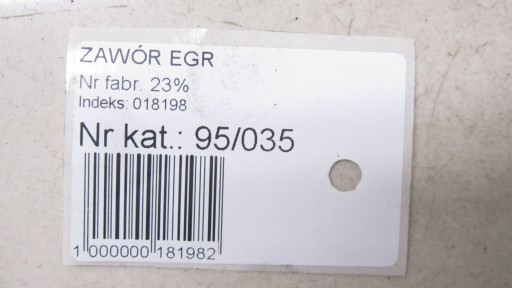 ZAWÓR EGR
Nr fabr. 23%
Indeks: 018198
Nr kat.: 95/035
1 000000 181982